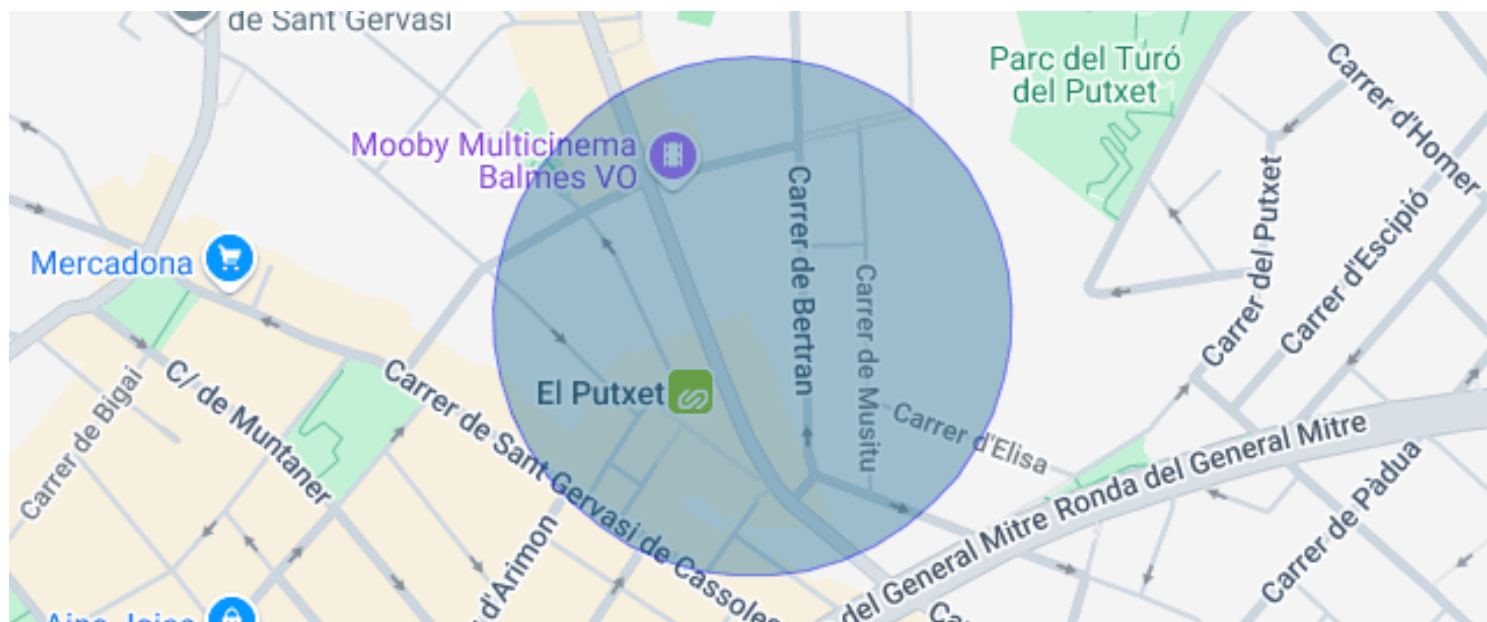 de Sant Gervasi
Parc del Turó
del Putxet
Carrer d'Homer
Mooby Multicinema
Balmes VO
Carrer de Bertran
Carrer del Putxet
Carrer d'Escipió
Mercadona
Carrer de Musitu
El Putxet
Carrer de Bigai
C/ de Muntaner
Carrer de Sant Gervasi de Cassoles
Carrer d'Elisa
Ronda del General Mitre
del General Mitre
Carrer de Pàdua
d'Arimon